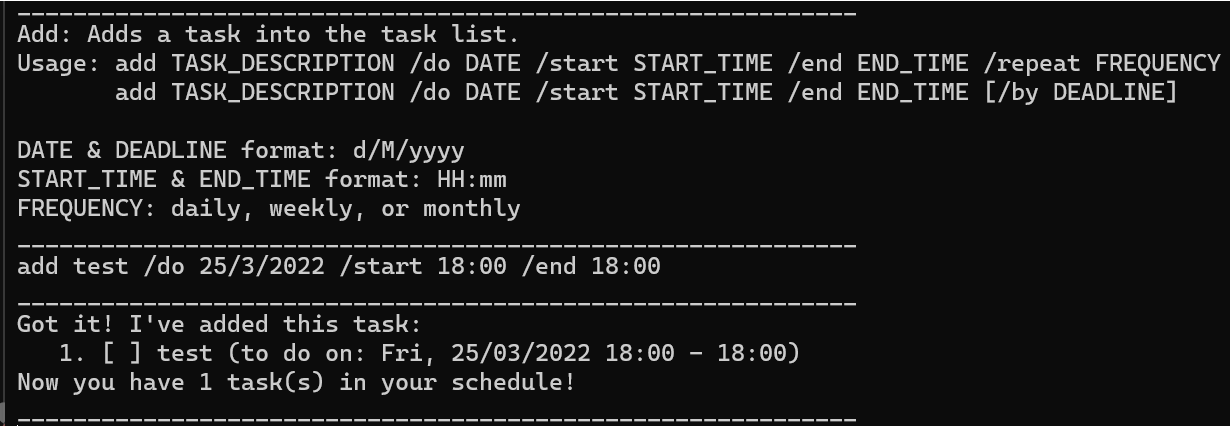 ____________________________________________________________
Add: Adds a task into the task list.
Usage: add TASK_DESCRIPTION /do DATE /start START_TIME /end END_TIME /repeat FREQUENCY
       add TASK_DESCRIPTION /do DATE /start START_TIME /end END_TIME [/by DEADLINE]

DATE & DEADLINE format: d/M/yyyy
START_TIME & END_TIME format: HH:mm
FREQUENCY: daily, weekly, or monthly
____________________________________________________________
add test /do 25/3/2022 /start 18:00 /end 18:00
____________________________________________________________
Got it! I've added this task:
   1. [ ] test (to do on: Fri, 25/03/2022 18:00 - 18:00)
Now you have 1 task(s) in your schedule!
____________________________________________________________